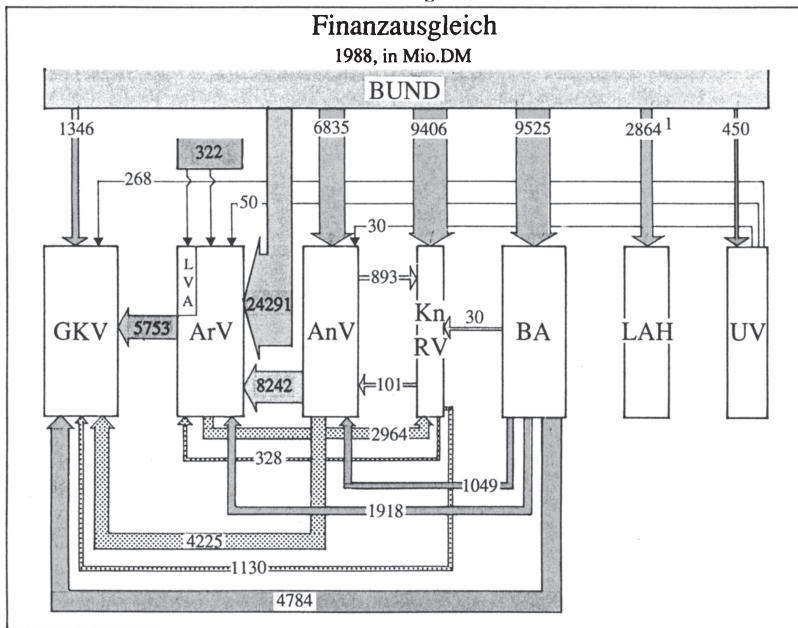 Finanzausgleich
1988, in Mio.DM
BUND
1346 6835 9406 9525 2864 1 450
322
268
50
30
L
V
A
893
24291
GKV 5753 ArV AnV Kn RV 30 BA LAH UV
8242
101
2964
328
1049
1918
4225
1130
4784